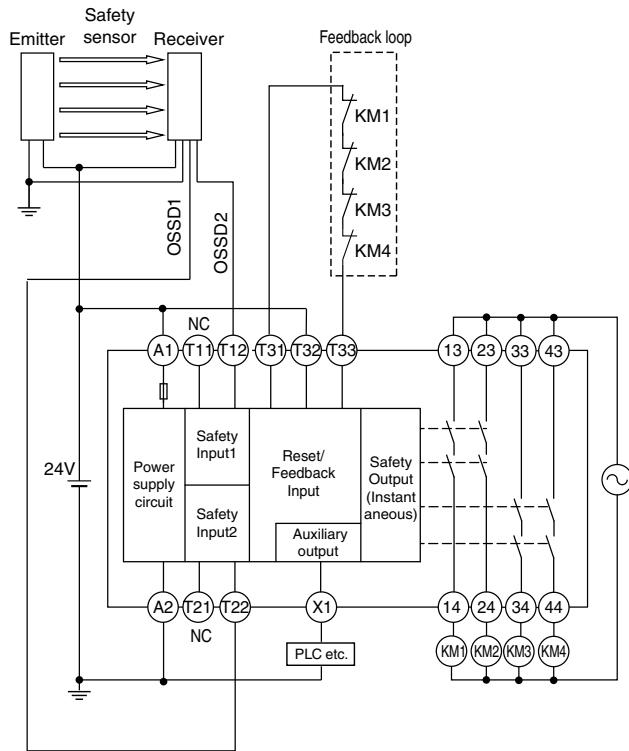 Safety
sensor
Emitter
Receiver
Feedback loop
KM1
KM2
KM3
KM4
OSSD1
OSSD2
NC
A1
T11
T12
T31
T32
T33
13
23
33
43
24V
Power
supply
circuit
Safety
Input1
Safety
Input2
Reset/
Feedback
Input
Auxiliary
output
Safety
Output
(Instant
aneous)
A2
T21
T22
X1
14
24
34
44
NC
PLC etc.
KM1
KM2
KM3
KM4